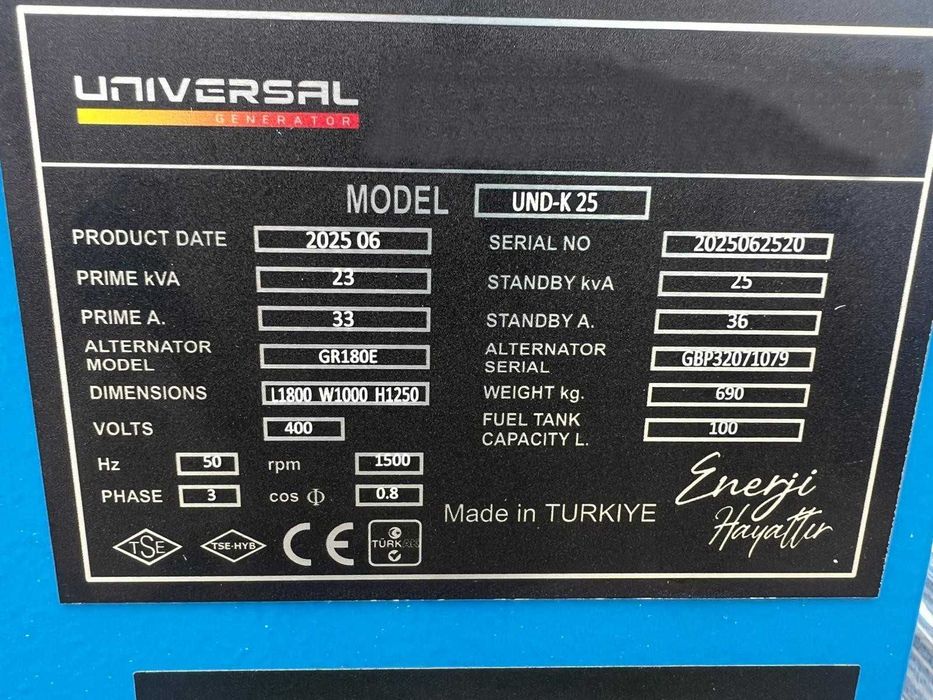 UNIVERSAL
GENERATOR
MODEL UND-K 25
PRODUCT DATE 2025 06 SERIAL NO 2025062520
PRIME kVA 23 STANDBY kvA 25
PRIME A. 33 STANDBY A. 36
ALTERNATOR MODEL GR180E ALTERNATOR SERIAL GBP32071079
DIMENSIONS L1800 W1000 H1250 WEIGHT kg. 690
VOLTS 400 FUEL TANK CAPACITY L. 100
Hz 50 rpm 1500
PHASE 3 cos Φ 0.8
Enerji
Hayattır
Made in TURKIYE
TSE TSE-HYB CE TÜRKAK